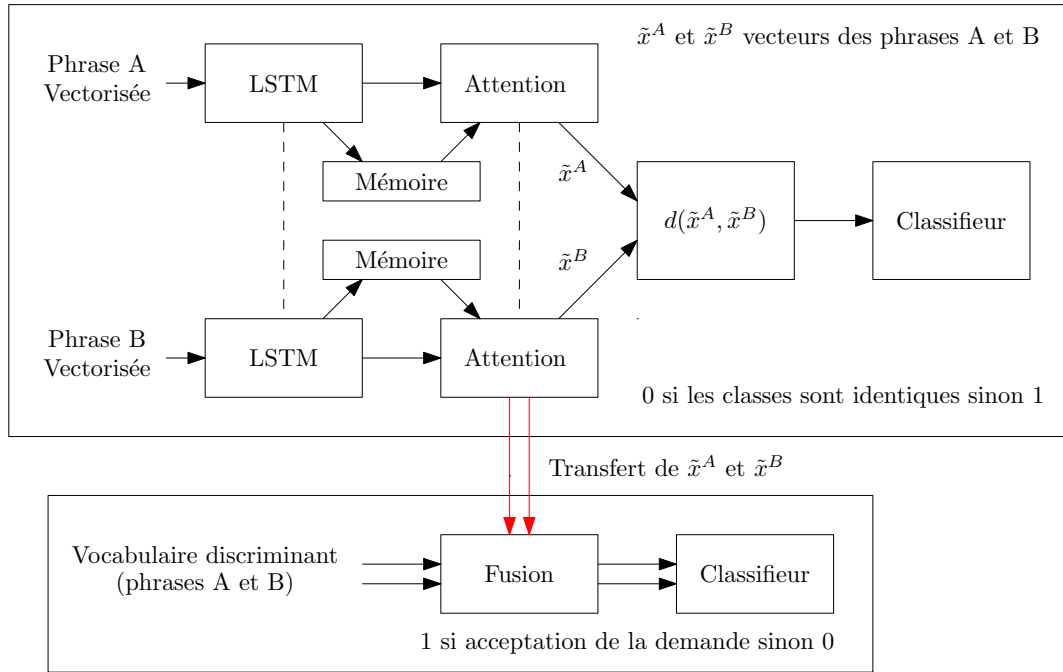 x̃^A et x̃^B vecteurs des phrases A et B
Phrase A
Vectorisée
LSTM
Attention
Mémoire
x̃^A
d(x̃^A, x̃^B)
Classifieur
Mémoire
x̃^B
Phrase B
Vectorisée
LSTM
Attention
0 si les classes sont identiques sinon 1
Transfert de x̃^A et x̃^B
Vocabulaire discriminant
(phrases A et B)
Fusion
Classifieur
1 si acceptation de la demande sinon 0